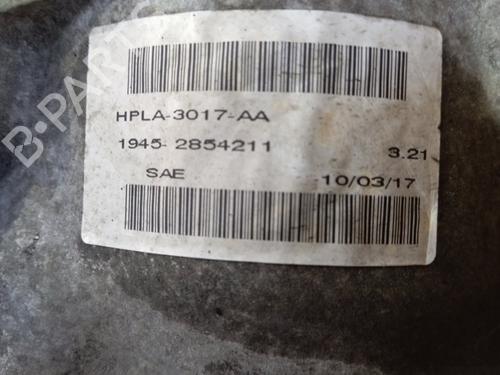 HPLA-3017-AA
1945- 2854211 3.21
SAE 10/03/17
B-PARTS